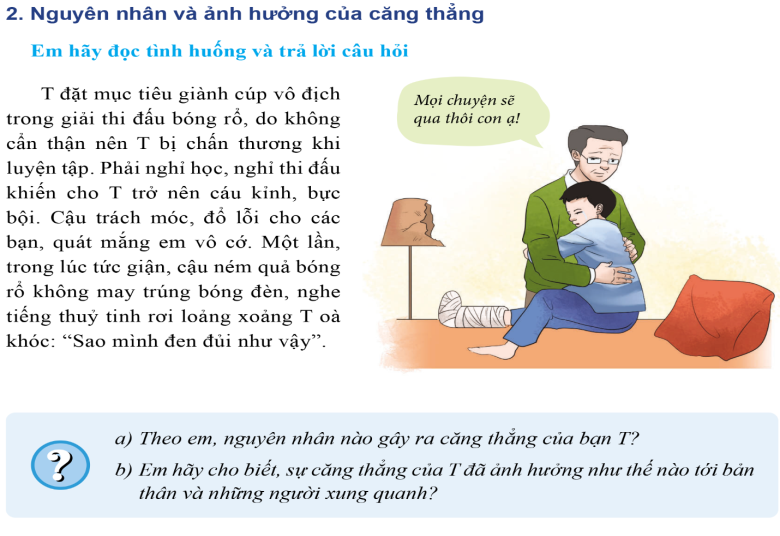 2. Nguyên nhân và ảnh hưởng của căng thẳng
Em hãy đọc tình huống và trả lời câu hỏi
T đặt mục tiêu giành cúp vô địch
trong giải thi đấu bóng rổ, do không
cẩn thận nên T bị chấn thương khi
luyện tập. Phải nghỉ học, nghỉ thi đấu
khiến cho T trở nên cáu kỉnh, bực
bội. Cậu trách móc, đổ lỗi cho các
bạn, quát mắng em vô cớ. Một lần,
trong lúc tức giận, cậu ném quả bóng
rổ không may trúng bóng đèn, nghe
tiếng thuỷ tinh rơi loảng xoảng T oà
khóc: “Sao mình đen đủi như vậy”.
Mọi chuyện sẽ
qua thôi con ạ!
?
a) Theo em, nguyên nhân nào gây ra căng thẳng của bạn T?
b) Em hãy cho biết, sự căng thẳng của T đã ảnh hưởng như thế nào tới bản
thân và những người xung quanh?